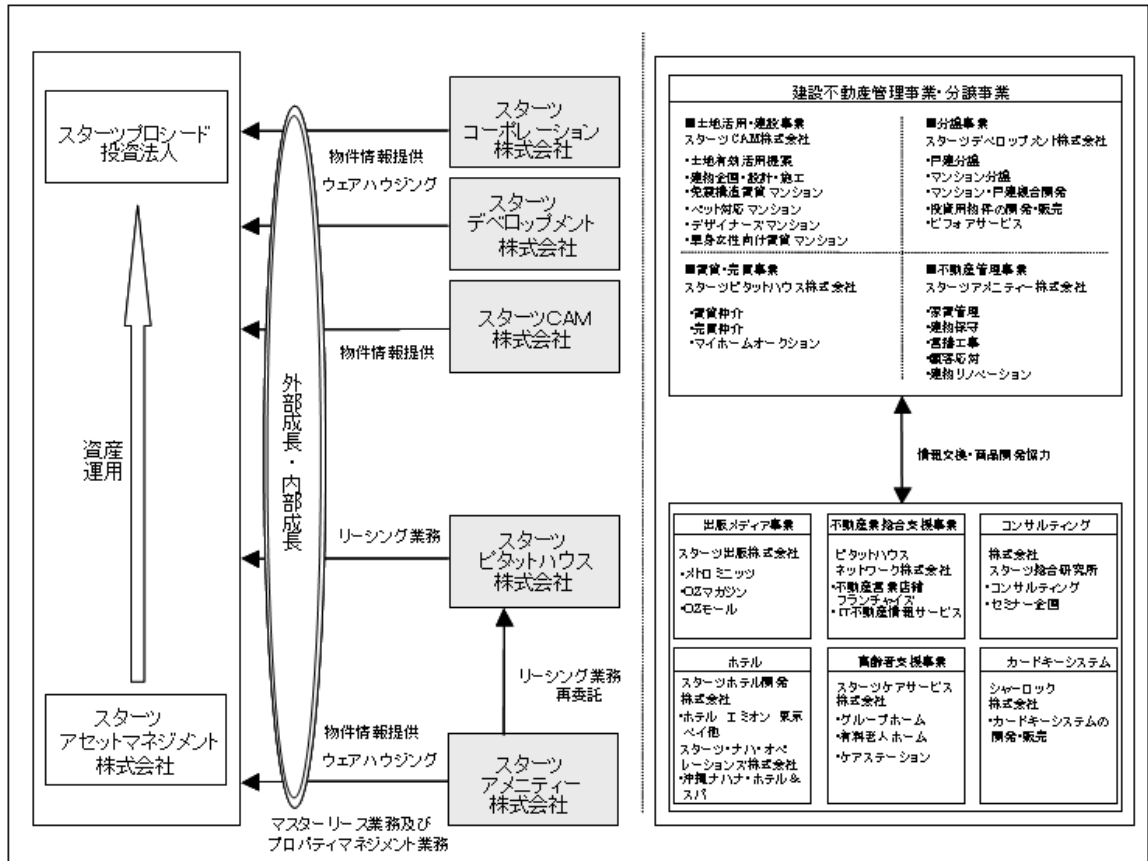 スターツプロシード
投資法人
資産
運用
スターツ
アセットマネジメント
株式会社
外部成長・内部成長
スターツ
コーポレーション
株式会社
物件情報提供
ウェアハウジング
スターツ
デベロップメント
株式会社
スターツCAM
株式会社
物件情報提供
リーシング業務
スターツ
ピタットハウス
株式会社
リーシング業務
再委託
物件情報提供
ウェアハウジング
スターツ
アメニティー
株式会社
マスターリース業務及び
プロパティマネジメント業務
建設不動産管理事業・分譲事業
■土地活用・建設事業
スターツCAM株式会社
・土地有効活用提案
・建物企画・設計・施工
・免震構造賃貸マンション
・ペット対応マンション
・デザイナーズマンション
・単身女性向け賃貸マンション
■分譲事業
スターツデベロップメント株式会社
・戸建分譲
・マンション分譲
・マンション・戸建複合開発
・投資用物件の開発・販売
・ビフォアサービス
■賃貸・売買事業
スターツピタットハウス株式会社
・賃貸仲介
・売買仲介
・マイホームオークション
■不動産管理事業
スターツアメニティー株式会社
・家賃管理
・建物保守
・営繕工事
・顧客応対
・建物リノベーション
情報交換・商品開発協力
出版メディア事業
スターツ出版株式会社
・メトロミニッツ
・OZマガジン
・OZモール
不動産業総合支援事業
ピタットハウス
ネットワーク株式会社
・不動産営業店舗
フランチャイズ
・IT不動産情報サービス
コンサルティング
株式会社
スターツ総合研究所
・コンサルティング
・セミナー企画
ホテル
スターツホテル開発
株式会社
・ホテル エミオン 東京
ベイ他
スターツ・ナハ・オペ
レーションズ株式会社
・沖縄ナハナ・ホテル&
スパ
高齢者支援事業
スターツケアサービス
株式会社
・グループホーム
・有料老人ホーム
・ケアステーション
カードキーシステム
シャーロック
株式会社
・カードキーシステムの
開発・販売